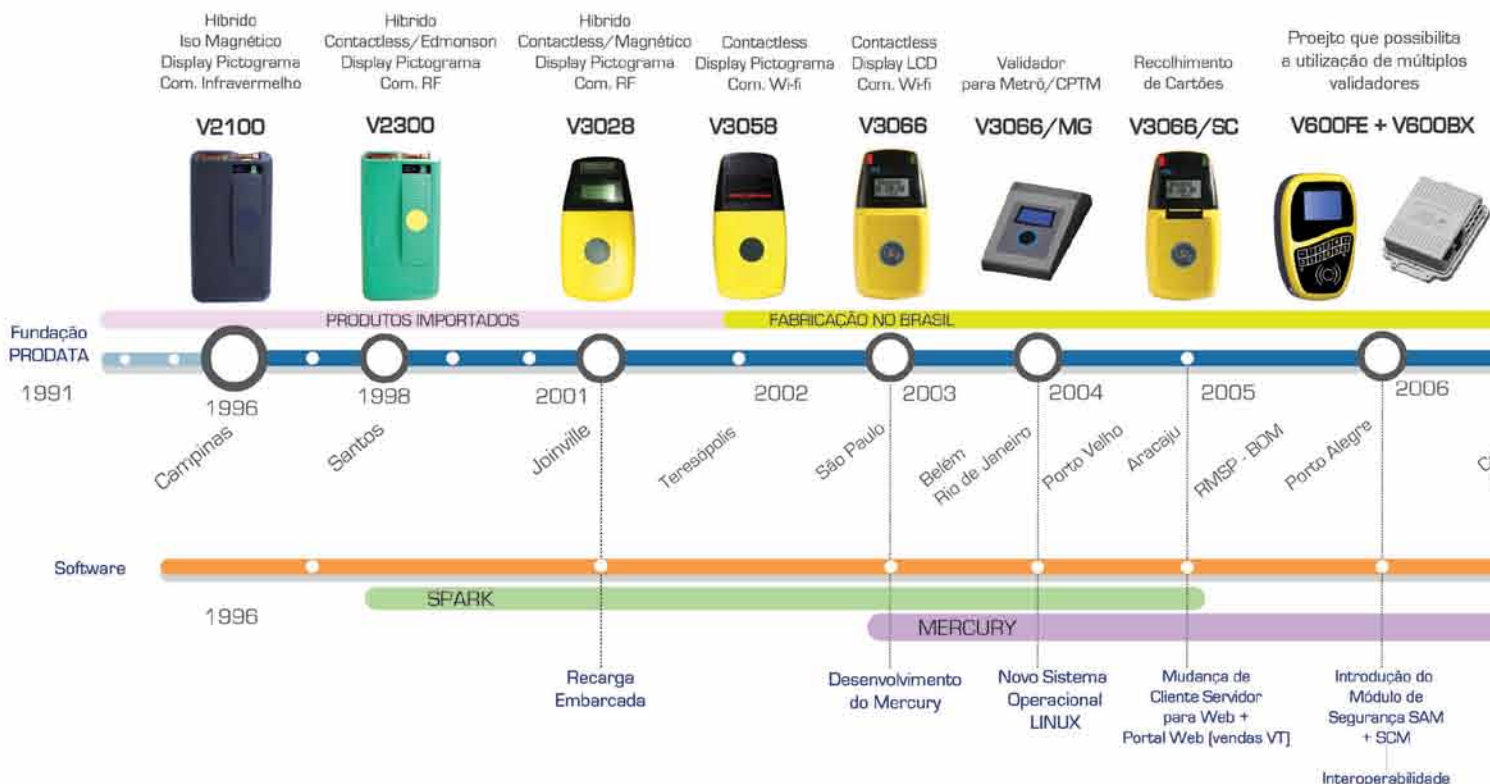 Híbrido
Iso Magnético
Display Pictograma
Com. Infravermelho
V2100
Híbrido
Contactless/Edmonson
Display Pictograma
Com. RF
V2300
Híbrido
Contactless/Magnético
Display Pictograma
Com. RF
V3028
Contactless
Display Pictograma
Com. Wi-fi
V3058
Contactless
Display LCD
Com. Wi-fi
V3066
Validador
para Metrô/CPTM
V3066/MG
Recolhimento
de Cartões
V3066/SC
Proejto que possibilita
a utilização de múltiplos
validadores
V600FE + V600BX
PRODUTOS IMPORTADOS
FABRICAÇÃO NO BRASIL
Fundação
PRODATA
1991
1996
1998
2001
2002
2003
2004
2005
2006
Campinas
Santos
Joinville
Teresópolis
São Paulo
Belém
Rio de Janeiro
Porto Velho
Aracaju
RMSP - BOM
Porto Alegre
Software
1996
SPARK
MERCURY
Recarga
Embarcada
Desenvolvimento
do Mercury
Novo Sistema
Operacional
LINUX
Mudança de
Cliente Servidor
para Web +
Portal Web (vendas VT)
Introdução do
Módulo de
Segurança SAM
+ SCM
Interoperabilidade